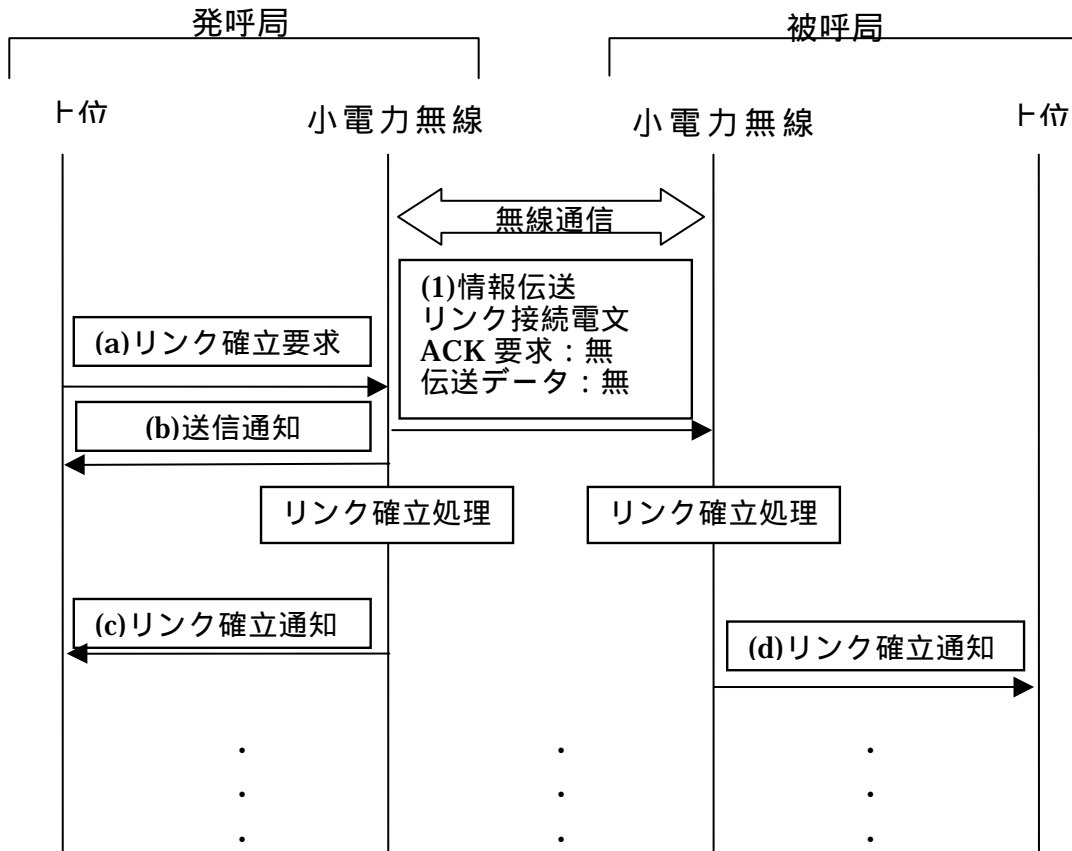 発呼局
被呼局
上位
小電力無線
小電力無線
上位
無線通信
(1)情報伝送
リンク接続電文
ACK 要求：無
伝送データ：無
(a)リンク確立要求
(b)送信通知
リンク確立処理
リンク確立処理
(c)リンク確立通知
(d)リンク確立通知